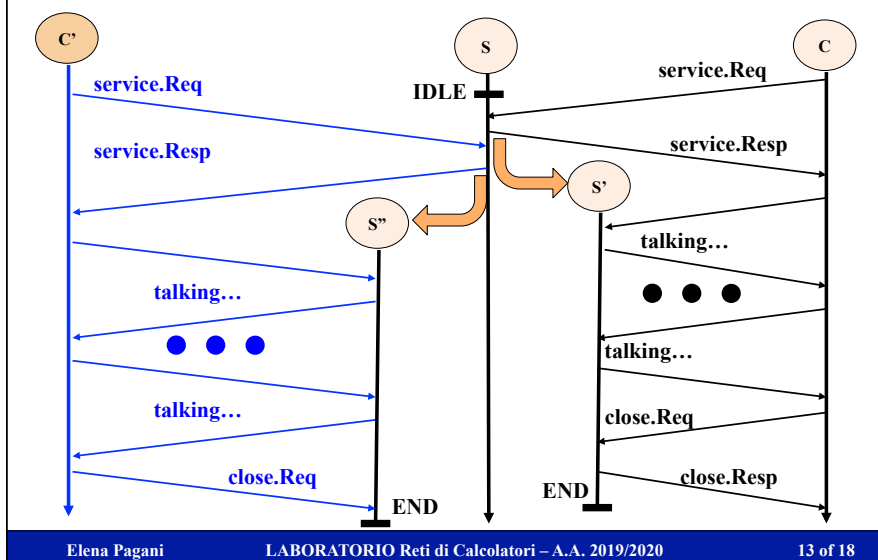 C’
S
C
service.Req
service.Req
IDLE
service.Resp
service.Resp
S’
S”
talking…
talking…
talking…
talking…
close.Req
close.Req
close.Resp
END
END
Elena Pagani LABORATORIO Reti di Calcolatori – A.A. 2019/2020 13 of 18